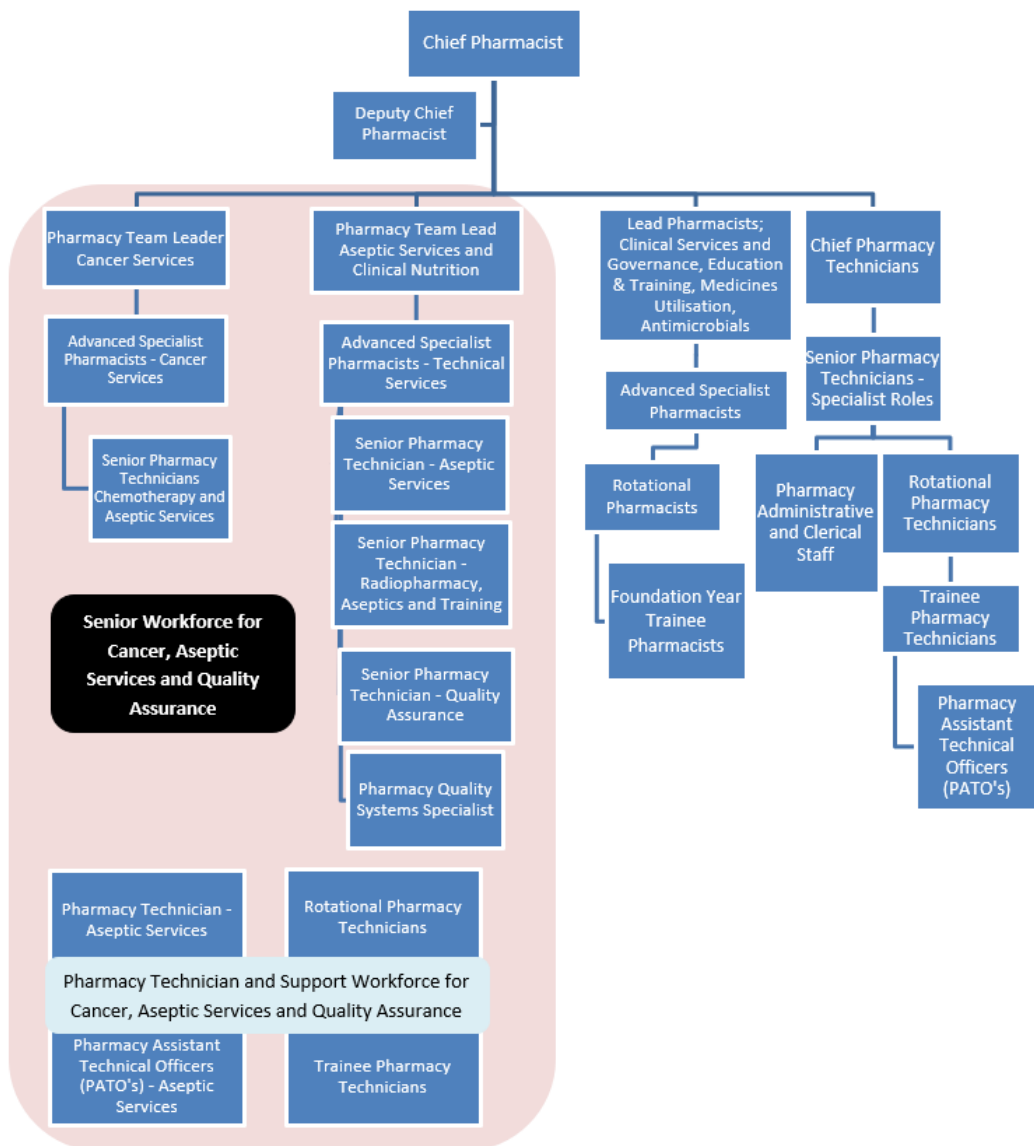 Chief Pharmacist
Deputy Chief
Pharmacist
Pharmacy Team Leader
Cancer Services
Pharmacy Team Lead
Aseptic Services and
Clinical Nutrition
Lead Pharmacists;
Clinical Services and
Governance, Education
& Training, Medicines
Utilisation,
Antimicrobials
Chief Pharmacy
Technicians
Advanced Specialist
Pharmacists - Cancer
Services
Advanced Specialist
Pharmacists - Technical
Services
Advanced Specialist
Pharmacists
Senior Pharmacy
Technicians -
Specialist Roles
Senior Pharmacy
Technicians
Chemotherapy and
Aseptic Services
Senior Pharmacy
Technician - Aseptic
Services
Rotational
Pharmacists
Pharmacy
Administrative
and Clerical
Staff
Rotational
Pharmacy
Technicians
Senior Pharmacy
Technician -
Radiopharmacy,
Aseptics and Training
Foundation Year
Trainee
Pharmacists
Trainee
Pharmacy
Technicians
Senior Workforce for
Cancer, Aseptic
Services and Quality
Assurance
Senior Pharmacy
Technician - Quality
Assurance
Pharmacy
Assistant
Technical
Officers
(PATO's)
Pharmacy Quality
Systems Specialist
Pharmacy Technician -
Aseptic Services
Rotational Pharmacy
Technicians
Pharmacy Technician and Support Workforce for
Cancer, Aseptic Services and Quality Assurance
Pharmacy Assistant
Technical Officers
(PATO's) - Aseptic
Services
Trainee Pharmacy
Technicians